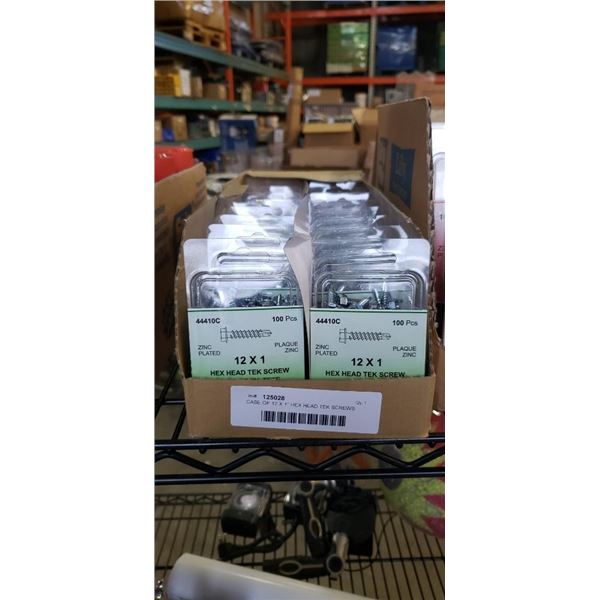 44410C 100 Pcs
ZINC PLATED
PLAQUE ZINC
12 X 1
HEX HEAD TEK SCREW
44410C 100 Pcs
ZINC PLATED
PLAQUE ZINC
12 X 1
HEX HEAD TEK SCREW
125028
CASE OF 12 X 1" HEX HEAD TEK SCREWS